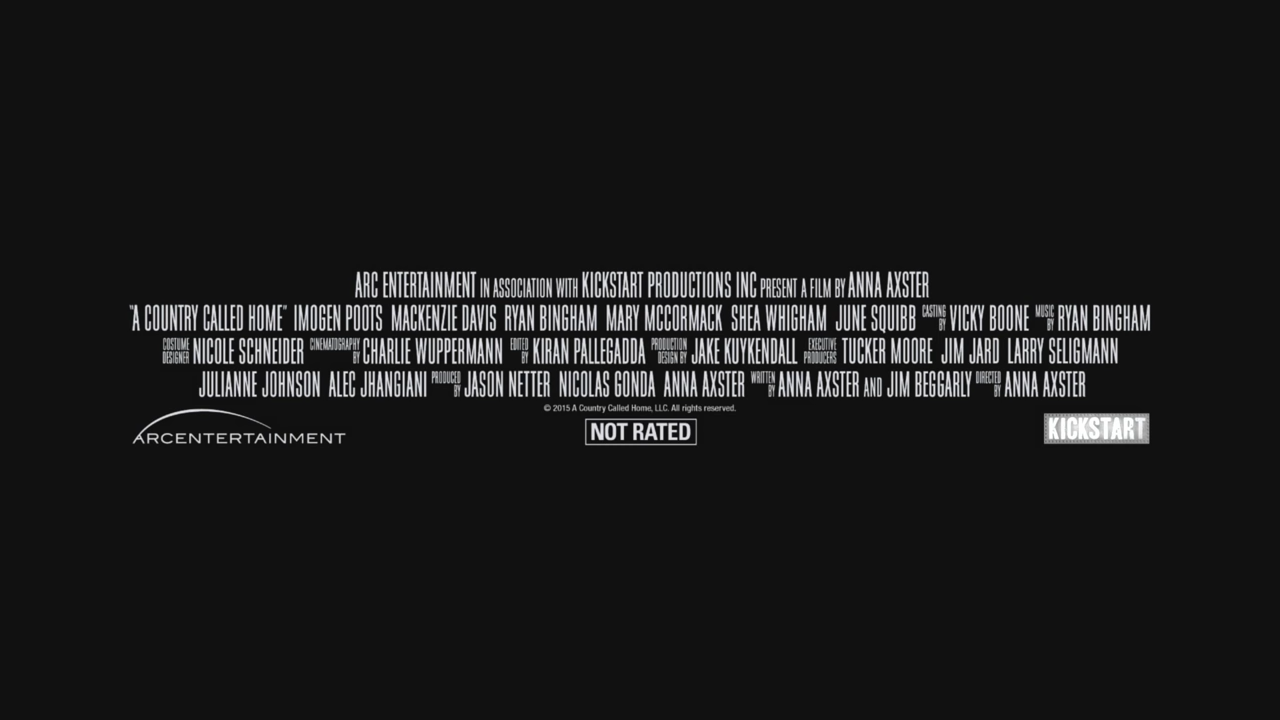 ARC ENTERTAINMENT IN ASSOCIATION WITH KICKSTART PRODUCTIONS INC PRESENT A FILM BY ANNA AXSTER
"A COUNTRY CALLED HOME" IMOGEN POOTS MACKENZIE DAVIS RYAN BINGHAM MARY MCCORMACK SHEA WHIGHAM JUNE SQUIBB CASTING BY VICKY BOONE MUSIC BY RYAN BINGHAM
COSTUME DESIGNER NICOLE SCHNEIDER CINEMATOGRAPHY BY CHARLIE WUPPERMANN EDITED BY KIRAN PALLEGADDA PRODUCTION DESIGN BY JAKE KUYKENDALL EXECUTIVE PRODUCERS TUCKER MOORE JIM JARD LARRY SELIGMANN
JULIANNE JOHNSON ALEC JHANGIANI PRODUCED BY JASON NETTER NICOLAS GONDA ANNA AXSTER WRITTEN BY ANNA AXSTER AND JIM BEGGARLY DIRECTED BY ANNA AXSTER
© 2015 A Country Called Home, LLC. All rights reserved.
ARCENTERTAINMENT NOT RATED KICKSTART